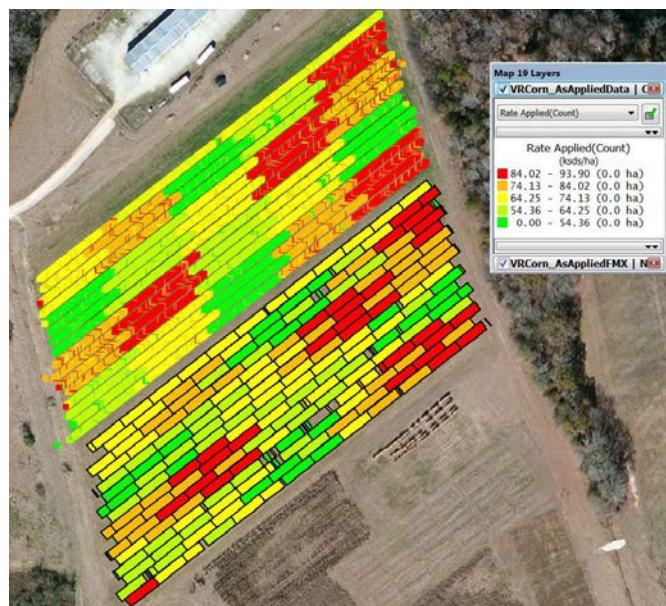 Map 19 Layers
VRCorn_AsAppliedData | C
Rate Applied(Count)
Rate Applied(Count)
(ksds/ha)
84.02 - 93.90 (0.0 ha)
74.13 - 84.02 (0.0 ha)
64.25 - 74.13 (0.0 ha)
54.36 - 64.25 (0.0 ha)
0.00 - 54.36 (0.0 ha)
VRCorn_AsAppliedFMX | N